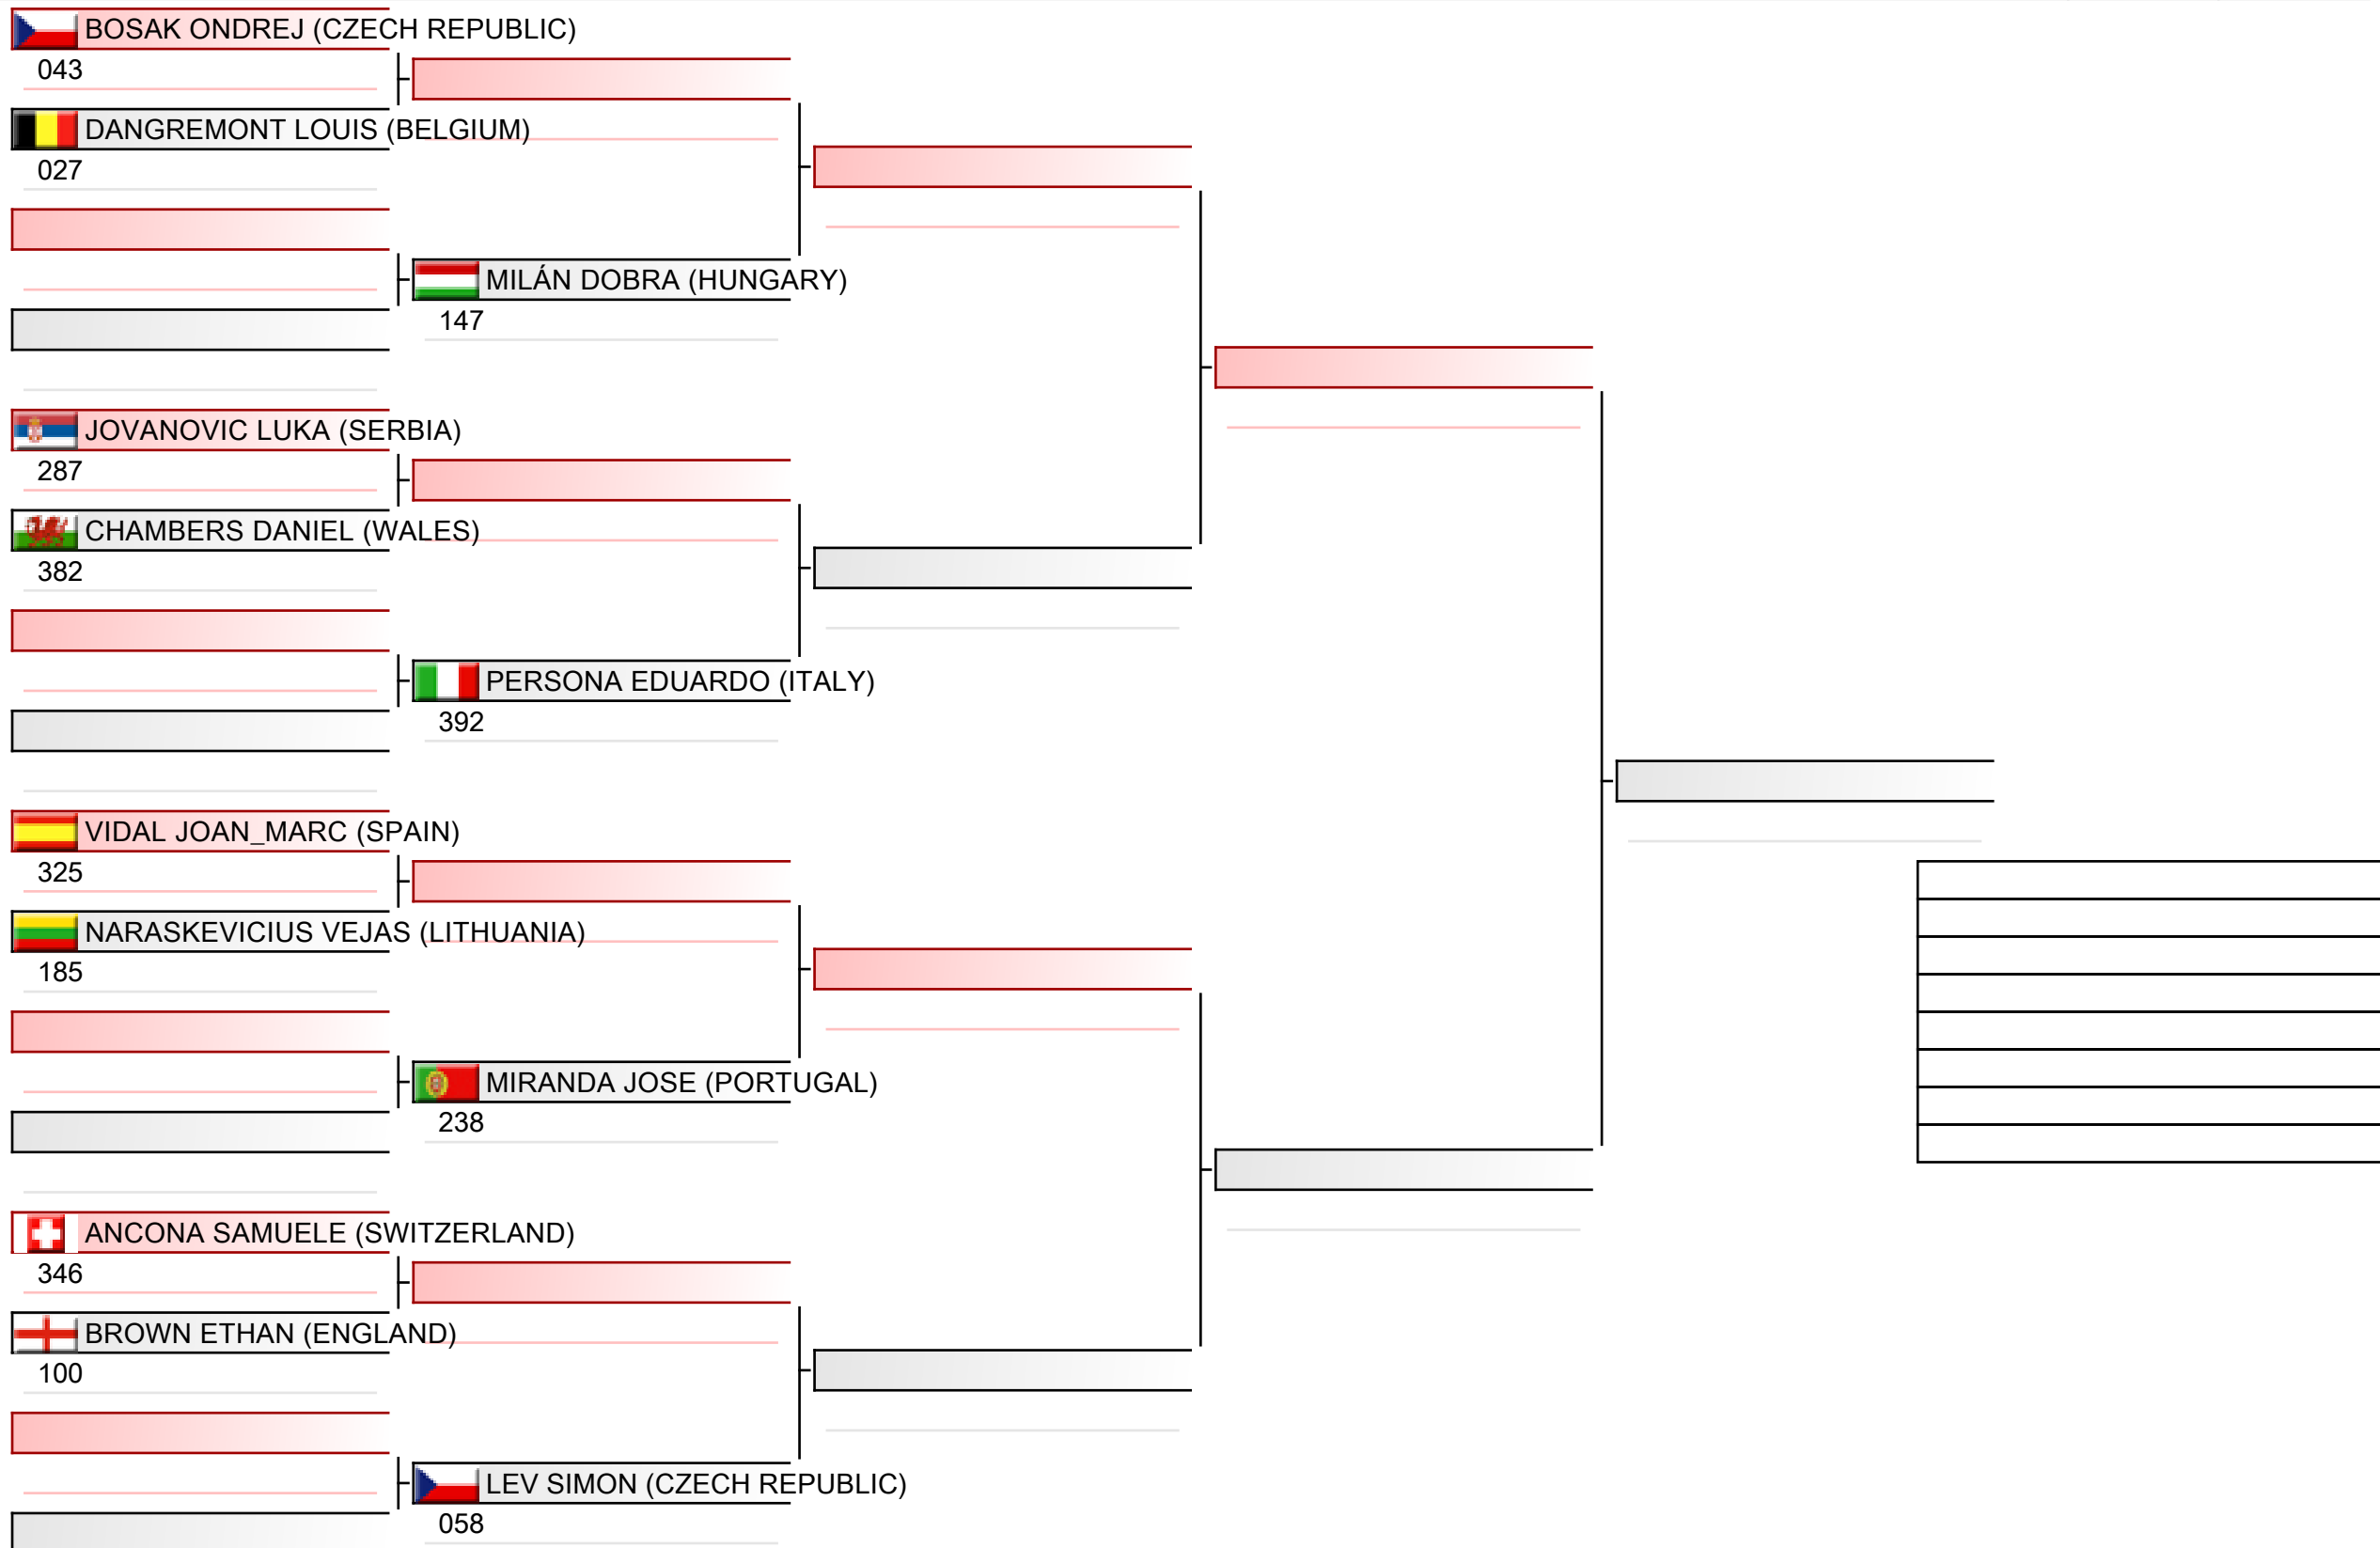 BOSAK ONDREJ (CZECH REPUBLIC)
043
DANGREMONT LOUIS (BELGIUM)
027
MILÁN DOBRA (HUNGARY)
147
JOVANOVIC LUKA (SERBIA)
287
CHAMBERS DANIEL (WALES)
382
PERSONA EDUARDO (ITALY)
392
VIDAL JOAN_MARC (SPAIN)
325
NARASKEVICIUS VEJAS (LITHUANIA)
185
MIRANDA JOSE (PORTUGAL)
238
ANCONA SAMUELE (SWITZERLAND)
346
BROWN ETHAN (ENGLAND)
100
LEV SIMON (CZECH REPUBLIC)
058